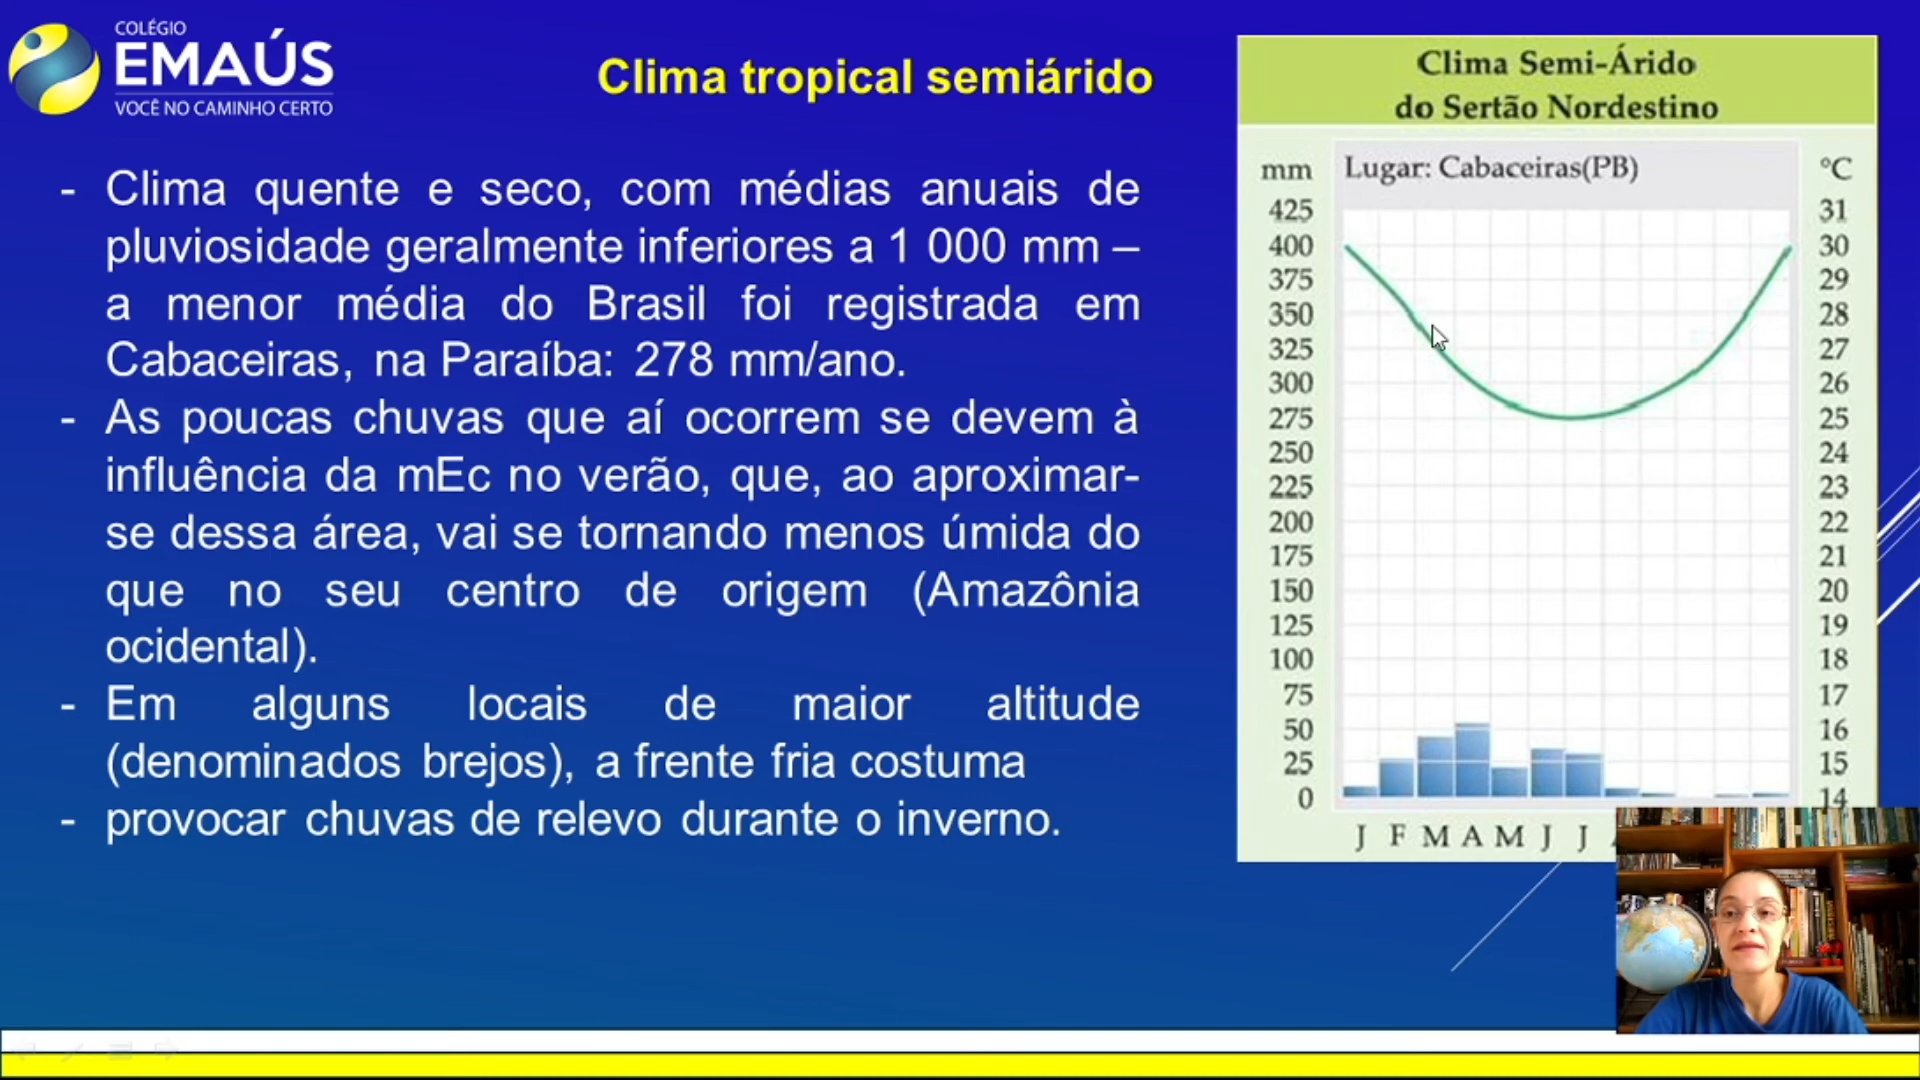 COLÉGIO
EMAÚS
VOCÊ NO CAMINHO CERTO
Clima tropical semiárido
- Clima quente e seco, com médias anuais de
pluviosidade geralmente inferiores a 1 000 mm –
a menor média do Brasil foi registrada em
Cabaceiras, na Paraíba: 278 mm/ano.
- As poucas chuvas que aí ocorrem se devem à
influência da mEc no verão, que, ao aproximar-
se dessa área, vai se tornando menos úmida do
que no seu centro de origem (Amazônia
ocidental).
- Em alguns locais de maior altitude
(denominados brejos), a frente fria costuma
- provocar chuvas de relevo durante o inverno.
Clima Semi-Árido
do Sertão Nordestino
mm Lugar: Cabaceiras(PB) °C
425 31
400 30
375 29
350 28
325 27
300 26
275 25
250 24
225 23
200 22
175 21
150 20
125 19
100 18
75 17
50 16
25 15
0 14
J F M A M J J